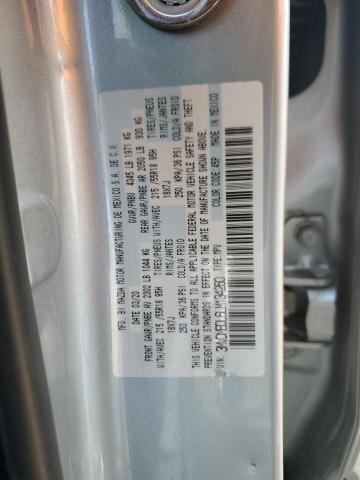 MFD. BY MAZDA MOTOR MANUFACTURING DE MEXICO S.A. DE C.V.
DATE: 03/20 GVWR/PNBV 4345 LB 1971 KG
FRONT GAWR/PNBE AV 2302 LB 1044 KG REAR GAWR/PNBE AR 2050 LB 930 KG
WITH/AVEC 215 /55R18 95H TIRES/PNEUS WITH/AVEC 215 /55R18 95H TIRES/PNEUS
18X7J RIMS/JANTES 18X7J RIMS/JANTES
250 KPA/36 PSI COLD/A FROID 250 KPA/36 PSI COLD/A FROID
THIS VEHICLE CONFORMS TO ALL APPLICABLE FEDERAL MOTOR VEHICLE SAFETY AND THEFT
PREVENTION STANDARDS IN EFFECT ON THE DATE OF MANUFACTURE SHOWN ABOVE.
COLOR CODE 45P MADE IN MEXICO
VIN: TYPE: MPV